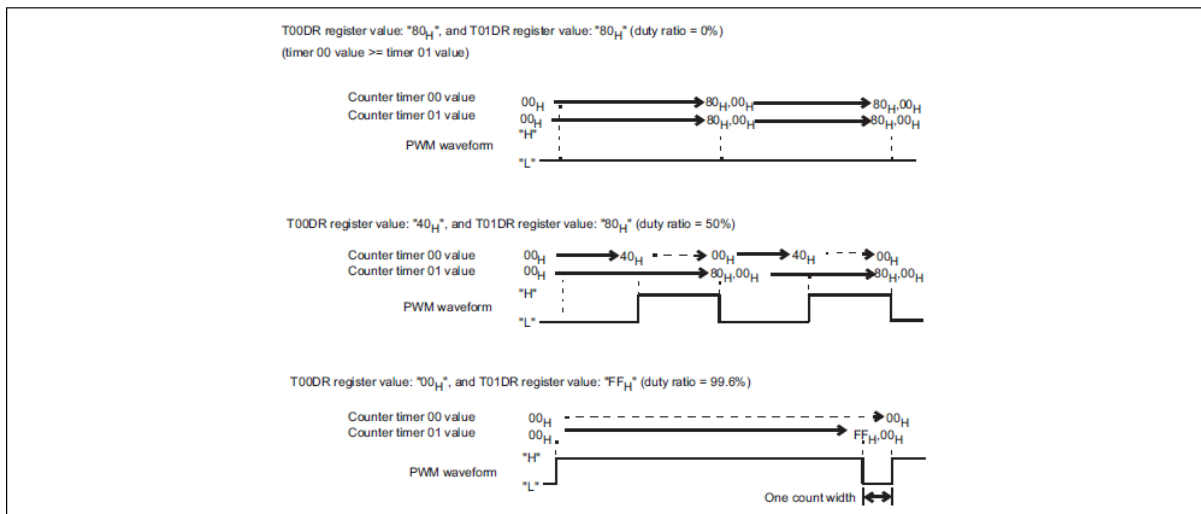 T00DR register value: "80H", and T01DR register value: "80H" (duty ratio = 0%)
(timer 00 value >= timer 01 value)
Counter timer 00 value 00H 80H,00H 80H,00H
Counter timer 01 value 00H 80H,00H 80H,00H
"H"
PWM waveform
"L"
T00DR register value: "40H", and T01DR register value: "80H" (duty ratio = 50%)
Counter timer 00 value 00H 40H 00H 40H 00H
Counter timer 01 value 00H 80H,00H 80H,00H
"H"
PWM waveform
"L"
T00DR register value: "00H", and T01DR register value: "FFH" (duty ratio = 99.6%)
Counter timer 00 value 00H 00H
Counter timer 01 value 00H FFH,00H
"H"
PWM waveform
"L"
One count width